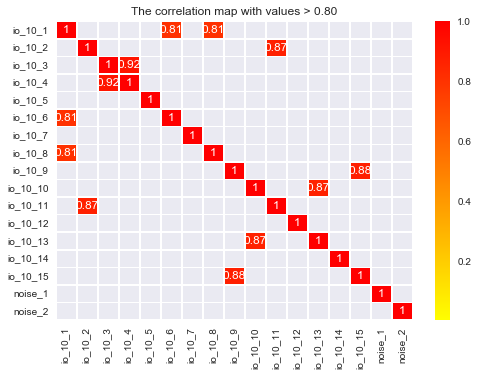 The correlation map with values > 0.80
io_10_1 1 0.81 0.81
io_10_2 1 0.87
io_10_3 1 0.92
io_10_4 0.92 1
io_10_5 1
io_10_6 0.81 1
io_10_7 1
io_10_8 0.81 1
io_10_9 1 0.88
io_10_10 1 0.87
io_10_11 0.87 1
io_10_12 1
io_10_13 0.87 1
io_10_14 1
io_10_15 0.88 1
noise_1 1
noise_2 1
io_10_1 io_10_2 io_10_3 io_10_4 io_10_5 io_10_6 io_10_7 io_10_8 io_10_9 io_10_10 io_10_11 io_10_12 io_10_13 io_10_14 io_10_15 noise_1 noise_2
1.0
0.8
0.6
0.4
0.2